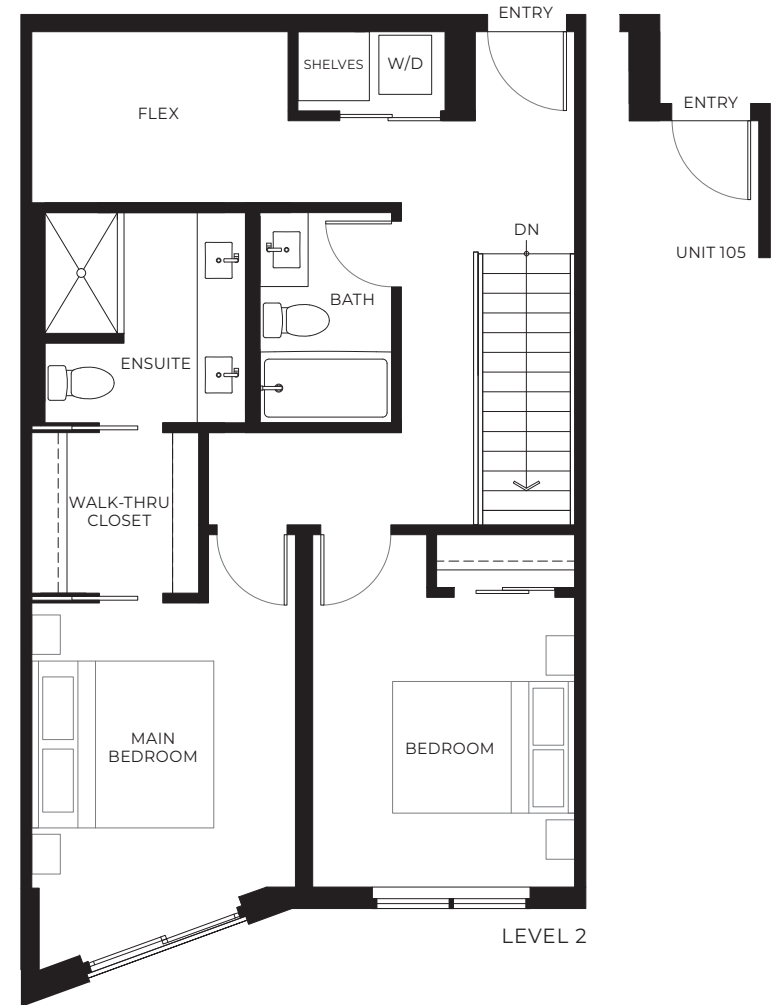 ENTRY
SHELVES
W/D
FLEX
ENTRY
DN
UNIT 105
BATH
ENSUITE
WALK-THRU
CLOSET
MAIN
BEDROOM
BEDROOM
LEVEL 2